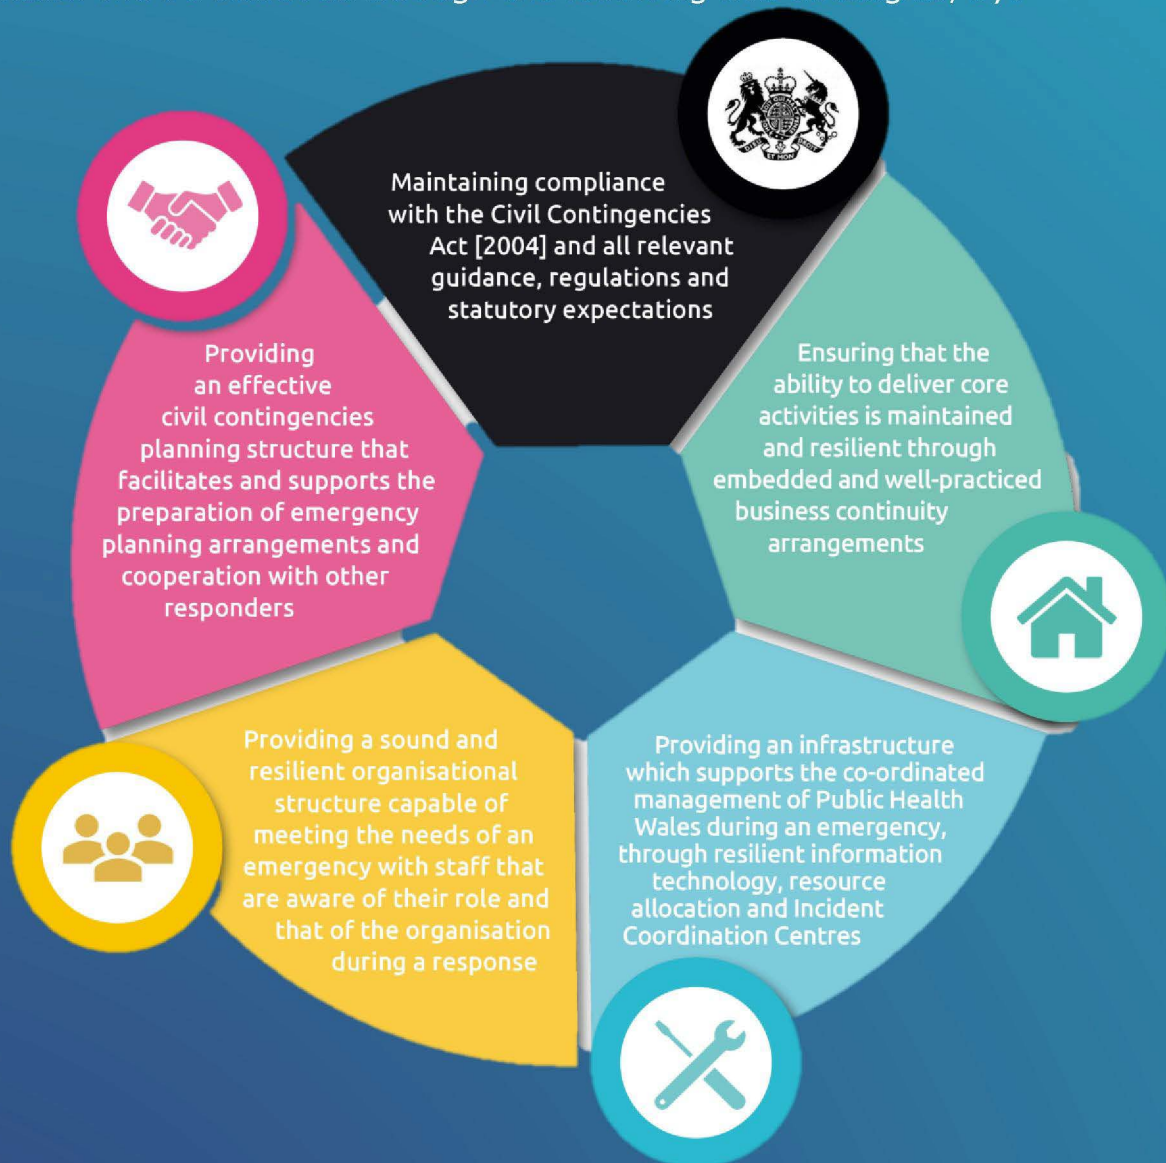 Maintaining compliance
with the Civil Contingencies
Act [2004] and all relevant
guidance, regulations and
statutory expectations
Ensuring that the
ability to deliver core
activities is maintained
and resilient through
embedded and well-practiced
business continuity
arrangements
Providing an infrastructure
which supports the co-ordinated
management of Public Health
Wales during an emergency,
through resilient information
technology, resource
allocation and Incident
Coordination Centres
Providing a sound and
resilient organisational
structure capable of
meeting the needs of an
emergency with staff that
are aware of their role and
that of the organisation
during a response
Providing
an effective
civil contingencies
planning structure that
facilitates and supports the
preparation of emergency
planning arrangements and
cooperation with other
responders